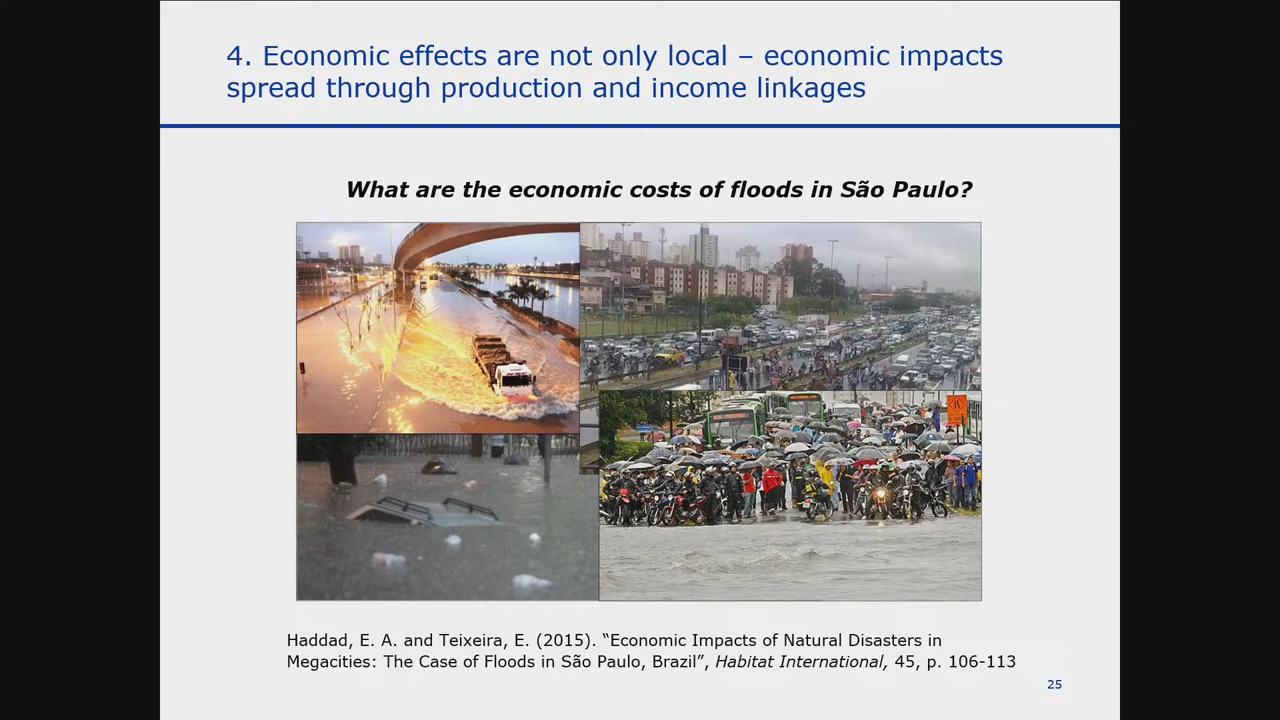 4. Economic effects are not only local – economic impacts
spread through production and income linkages
What are the economic costs of floods in São Paulo?
Haddad, E. A. and Teixeira, E. (2015). “Economic Impacts of Natural Disasters in
Megacities: The Case of Floods in São Paulo, Brazil”, Habitat International, 45, p. 106-113
25